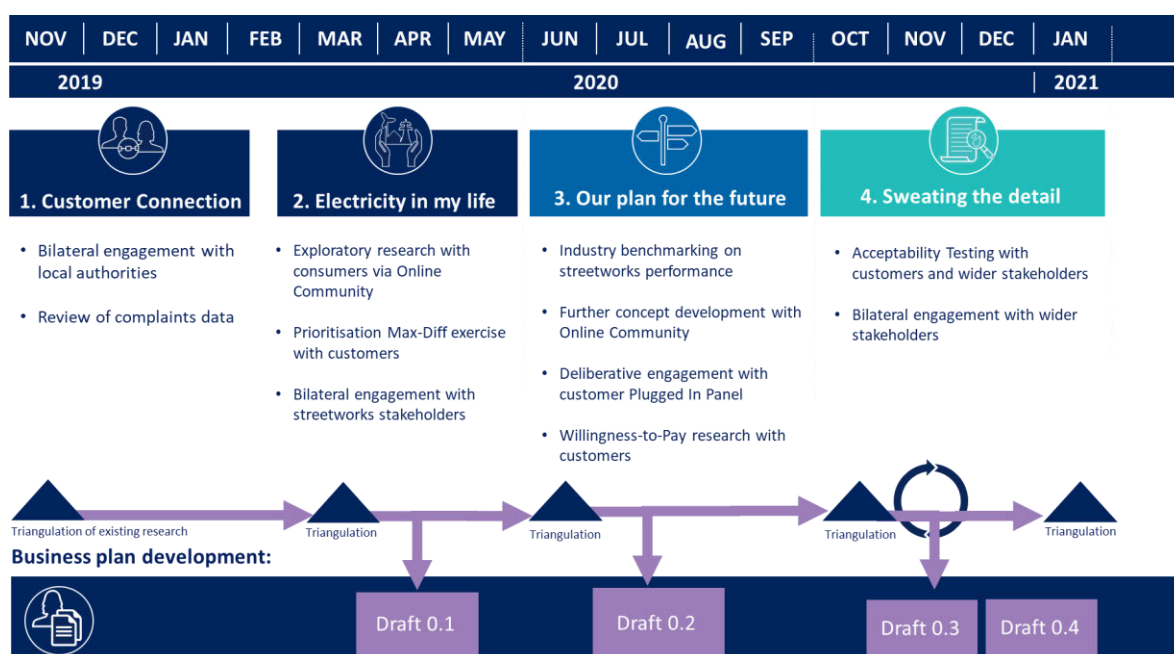 NOV DEC JAN FEB MAR APR MAY JUN JUL AUG SEP OCT NOV DEC JAN
2019 2020 2021
1. Customer Connection
• Bilateral engagement with
local authorities
• Review of complaints data
2. Electricity in my life
• Exploratory research with
consumers via Online
Community
• Prioritisation Max-Diff exercise
with customers
• Bilateral engagement with
streetworks stakeholders
3. Our plan for the future
• Industry benchmarking on
streetworks performance
• Further concept development with
Online Community
• Deliberative engagement with
customer Plugged In Panel
• Willingness-to-Pay research with
customers
4. Sweating the detail
• Acceptability Testing with
customers and wider stakeholders
• Bilateral engagement with wider
stakeholders
Triangulation of existing research
Triangulation
Triangulation
Triangulation
Triangulation
Business plan development:
Draft 0.1
Draft 0.2
Draft 0.3
Draft 0.4